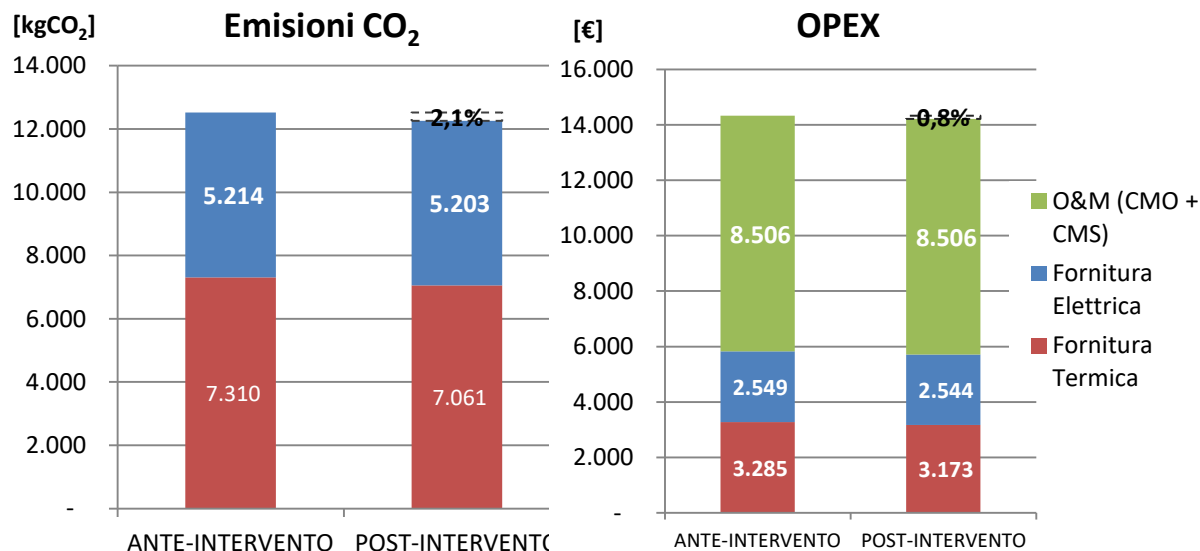 [kgCO₂]
Emisioni CO₂
14.000
12.000
10.000
8.000
6.000
4.000
2.000
-
2,1%
5.214
5.203
7.310
7.061
ANTE-INTERVENTO
POST-INTERVENTO
[€]
OPEX
16.000
14.000
12.000
10.000
8.000
6.000
4.000
2.000
-
0,8%
8.506
8.506
2.549
2.544
3.285
3.173
ANTE-INTERVENTO
POST-INTERVENTO
O&M (CMO +
CMS)
Fornitura
Elettrica
Fornitura
Termica